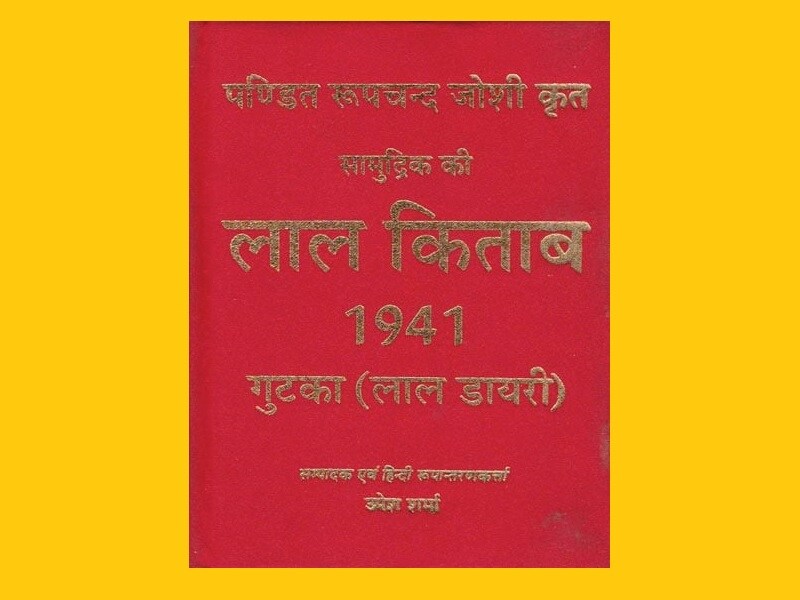 पण्डित रूपचन्द जोशी कृत
सामुद्रिक की
लाल किताब
1941
गुटका (लाल डायरी)
सम्पादक एवं हिन्दी रूपान्तरणकर्त्ता
उमेश शर्मा